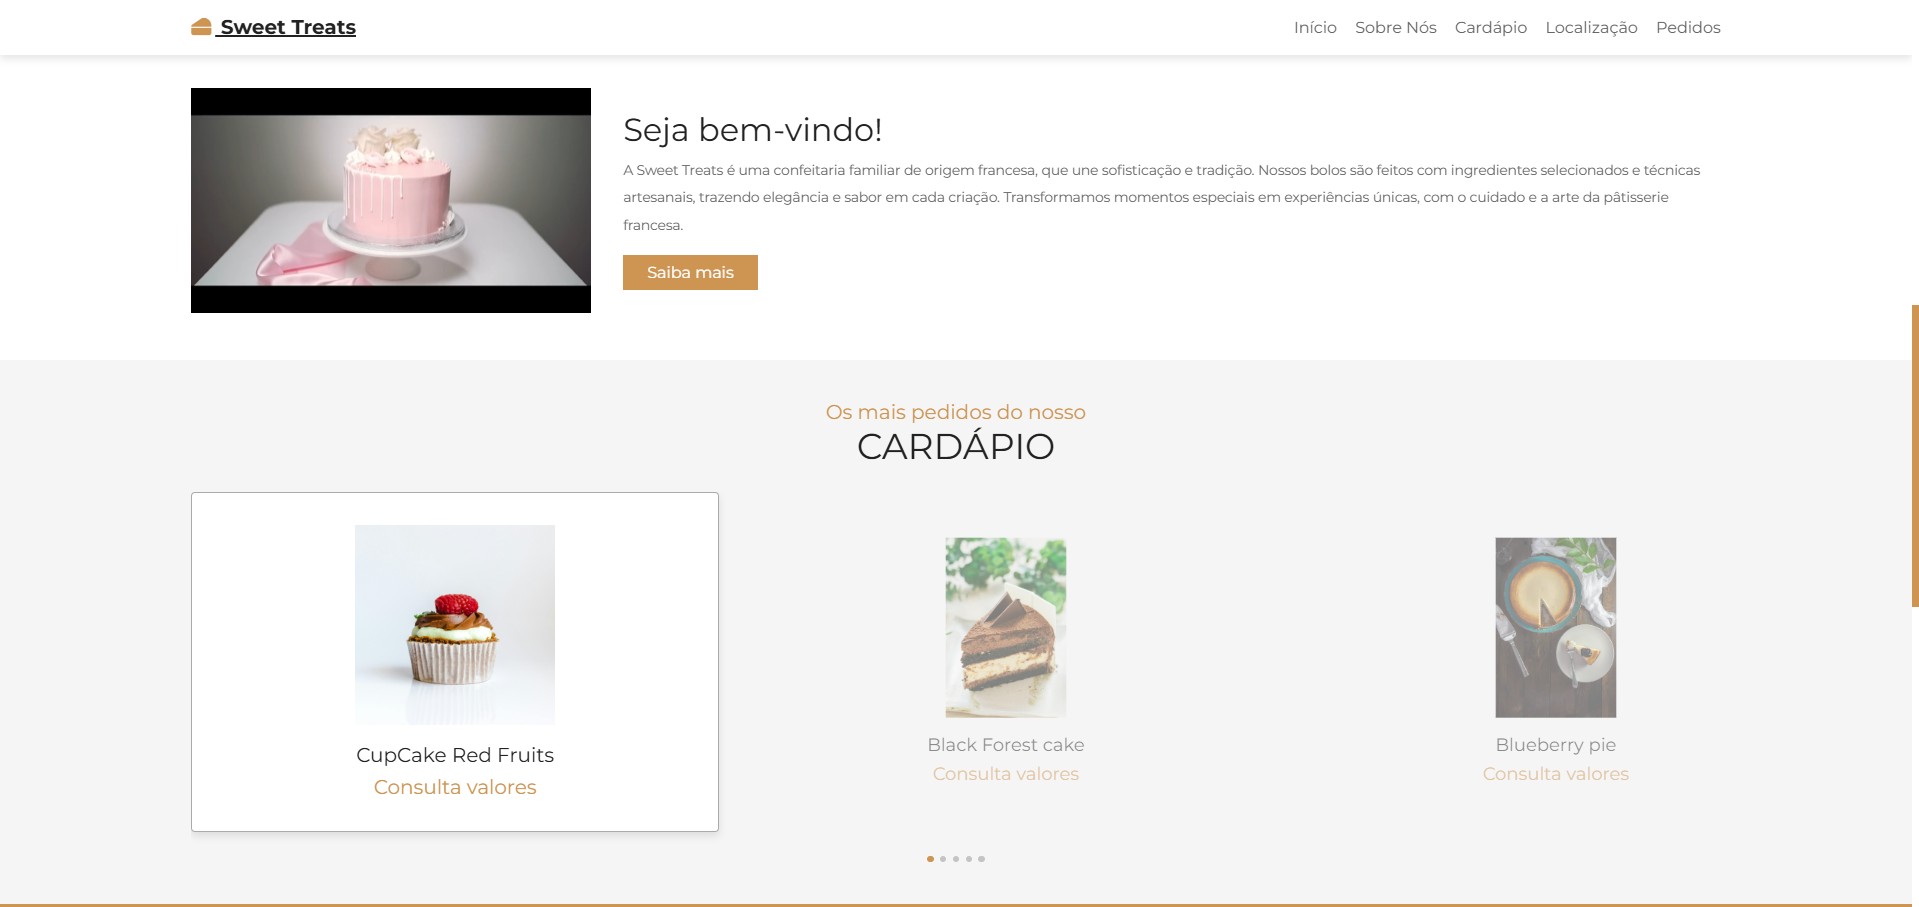 Sweet Treats
Início Sobre Nós Cardápio Localização Pedidos
Seja bem-vindo!
A Sweet Treats é uma confeitaria familiar de origem francesa, que une sofisticação e tradição. Nossos bolos são feitos com ingredientes selecionados e técnicas
artesanais, trazendo elegância e sabor em cada criação. Transformamos momentos especiais em experiências únicas, com o cuidado e a arte da pâtisserie
francesa.
Saiba mais
Os mais pedidos do nosso
CARDÁPIO
CupCake Red Fruits
Consulta valores
Black Forest cake
Consulta valores
Blueberry pie
Consulta valores